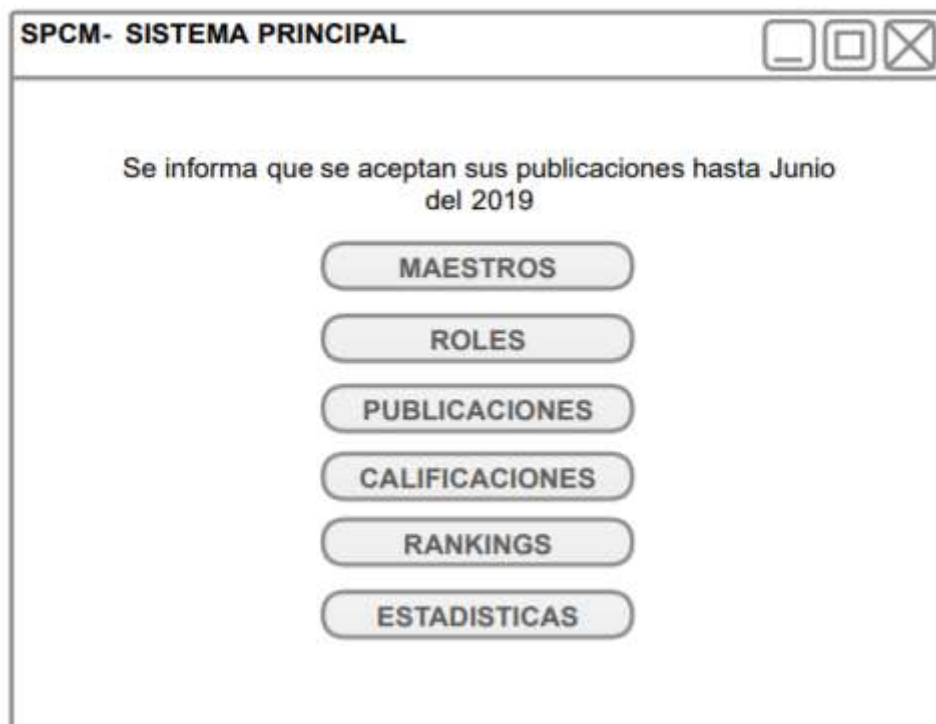 SPCM- SISTEMA PRINCIPAL
Se informa que se aceptan sus publicaciones hasta Junio
del 2019
MAESTROS
ROLES
PUBLICACIONES
CALIFICACIONES
RANKINGS
ESTADISTICAS